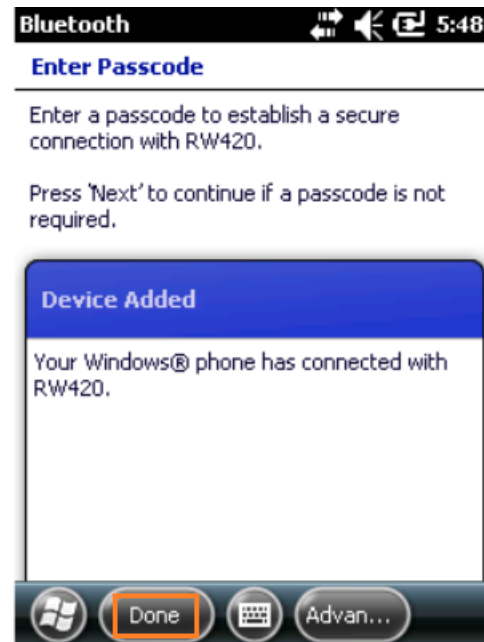 Bluetooth 5:48
Enter Passcode
Enter a passcode to establish a secure
connection with RW420.
Press 'Next' to continue if a passcode is not
required.
Device Added
Your Windows® phone has connected with
RW420.
Done Advan...